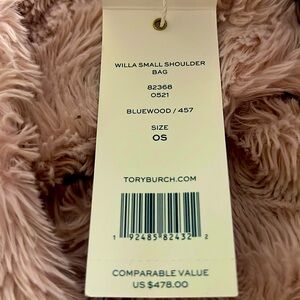 WILLA SMALL SHOULDER
BAG
82368
0521
BLUEWOOD / 457
SIZE
OS
TORYBURCH.COM
1 92485 82432 2
COMPARABLE VALUE
US $478.00